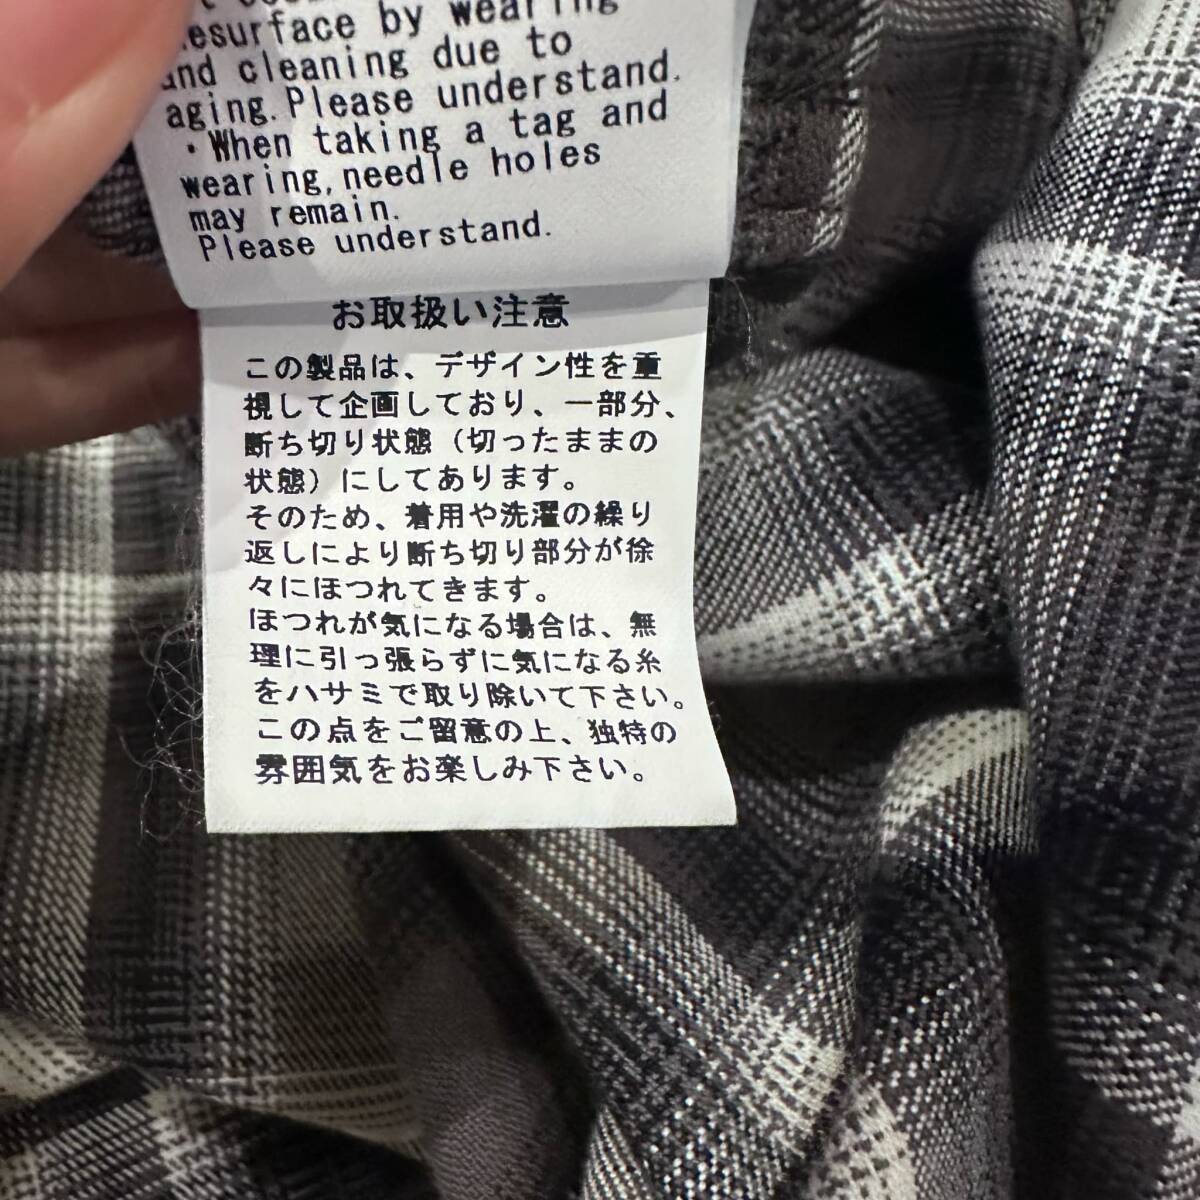 esurface by wearing
and cleaning due to
aging.Please understand.
・When taking a tag and
wearing,needle holes
may remain.
Please understand.
お取扱い注意
この製品は、デザイン性を重
視して企画しており、一部分、
断ち切り状態（切ったままの
状態）にしてあります。
そのため、着用や洗濯の繰り
返しにより断ち切り部分が徐
々にほつれてきます。
ほつれが気になる場合は、無
理に引っ張らずに気になる糸
をハサミで取り除いて下さい。
この点をご留意の上、独特の
雰囲気をお楽しみ下さい。